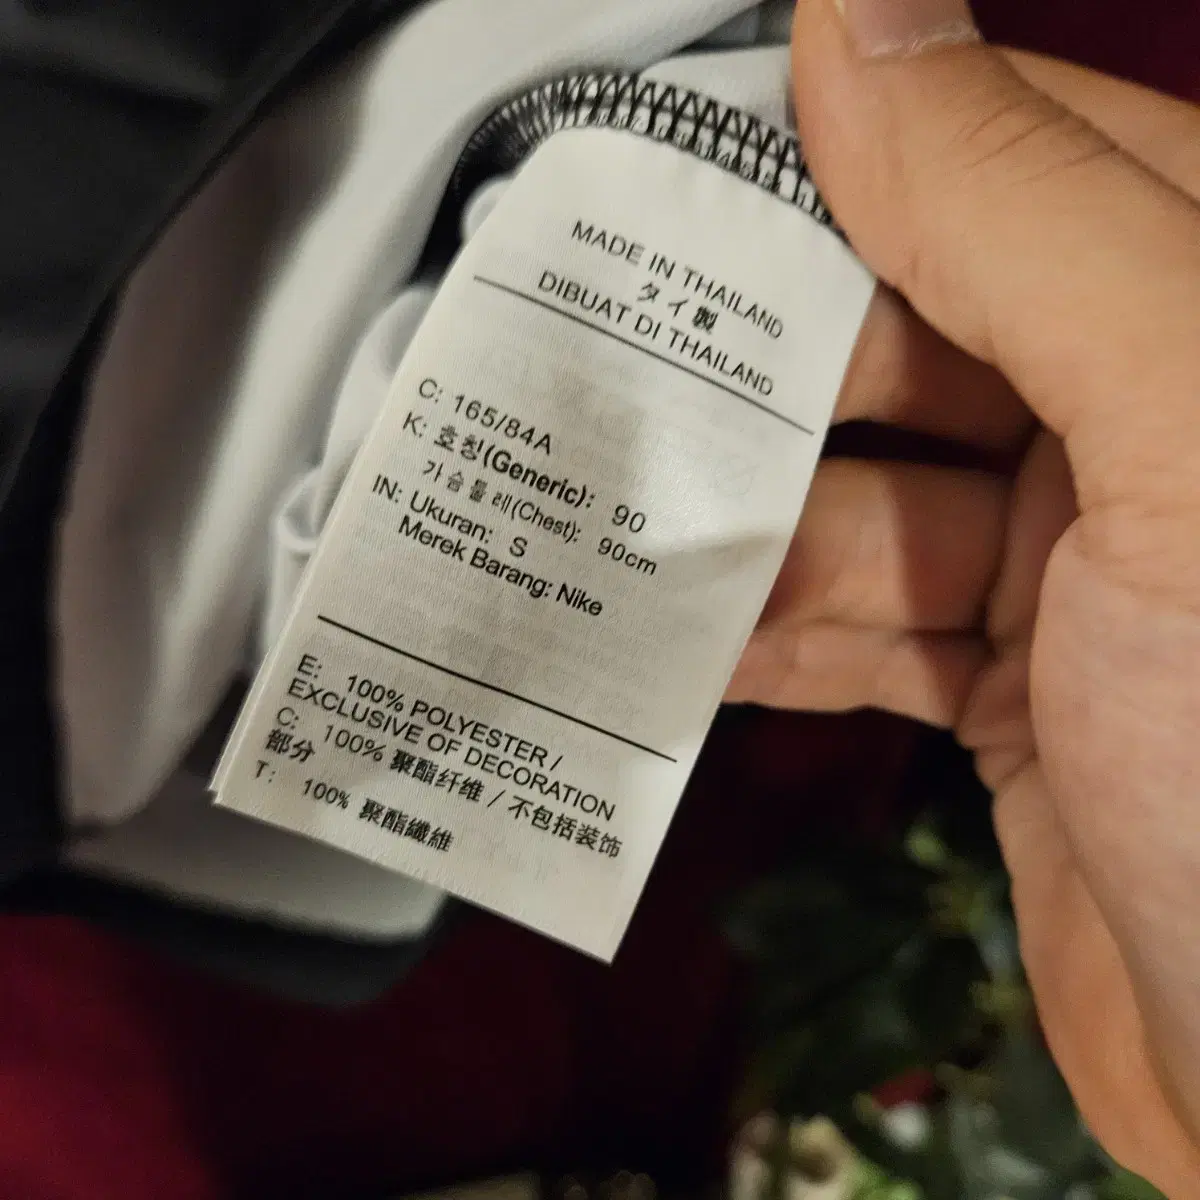 MADE IN THAILAND
タイ製
DIBUAT DI THAILAND
C: 165/84A
K: 호칭(Generic): 90
가슴둘레(Chest): 90cm
IN: Ukuran: S
Merek Barang: Nike
E: 100% POLYESTER /
EXCLUSIVE OF DECORATION
C: 100% 聚酯纤维 / 不包括装饰
部分
T: 100% 聚酯纖維